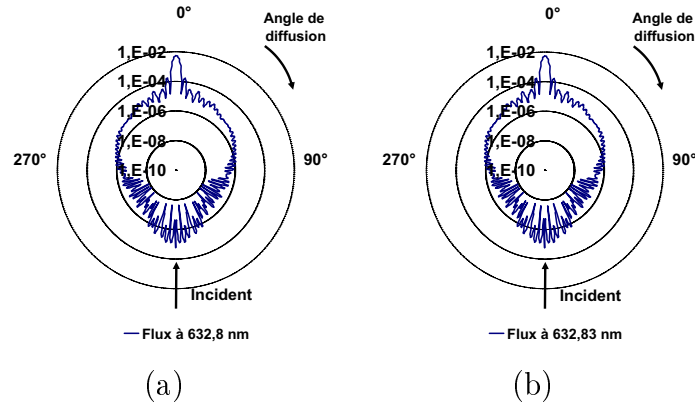 0°
Angle de
diffusion
1,E-02
1,E-04
1,E-06
1,E-08
1,E-10
270°
90°
Incident
Flux à 632,8 nm
(a)
0°
Angle de
diffusion
1,E-02
1,E-04
1,E-06
1,E-08
1,E-10
270°
90°
Incident
Flux à 632,83 nm
(b)